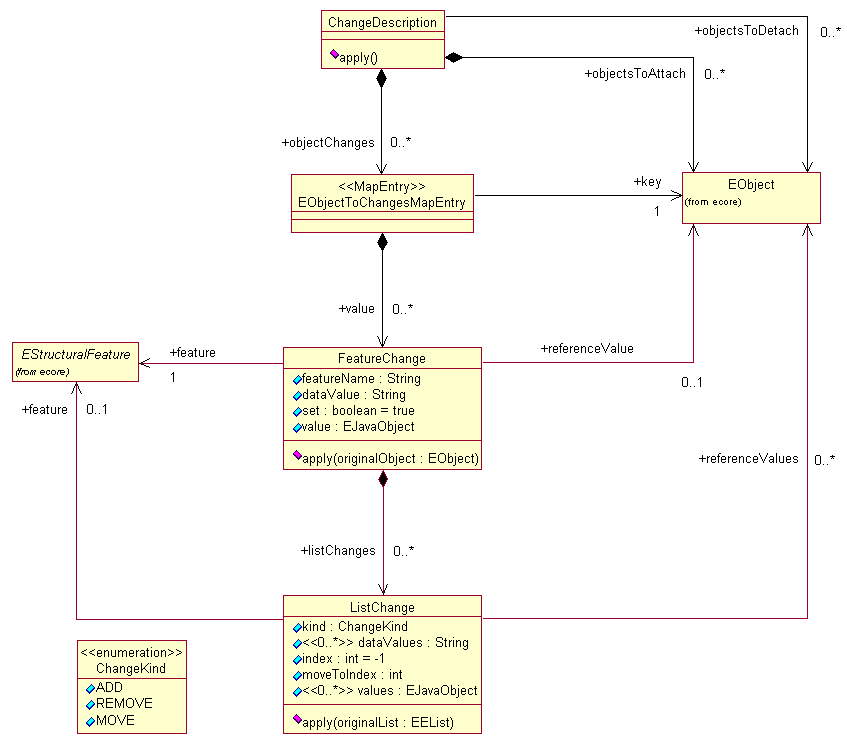 ChangeDescription
apply()
+objectsToDetach
0..*
+objectsToAttach
0..*
+objectChanges
0..*
<<MapEntry>>
EObjectToChangesMapEntry
+key
1
EObject
(from ecore)
+value
0..*
EStructuralFeature
(from ecore)
+feature
1
+feature
0..1
FeatureChange
featureName : String
dataValue : String
set : boolean = true
value : EJavaObject
apply(originalObject : EObject)
+referenceValue
0..1
+referenceValues
0..*
+listChanges
0..*
ListChange
kind : ChangeKind
<<0..*>> dataValues : String
index : int = -1
moveToIndex : int
<<0..*>> values : EJavaObject
apply(originalList : EEList)
<<enumeration>>
ChangeKind
ADD
REMOVE
MOVE